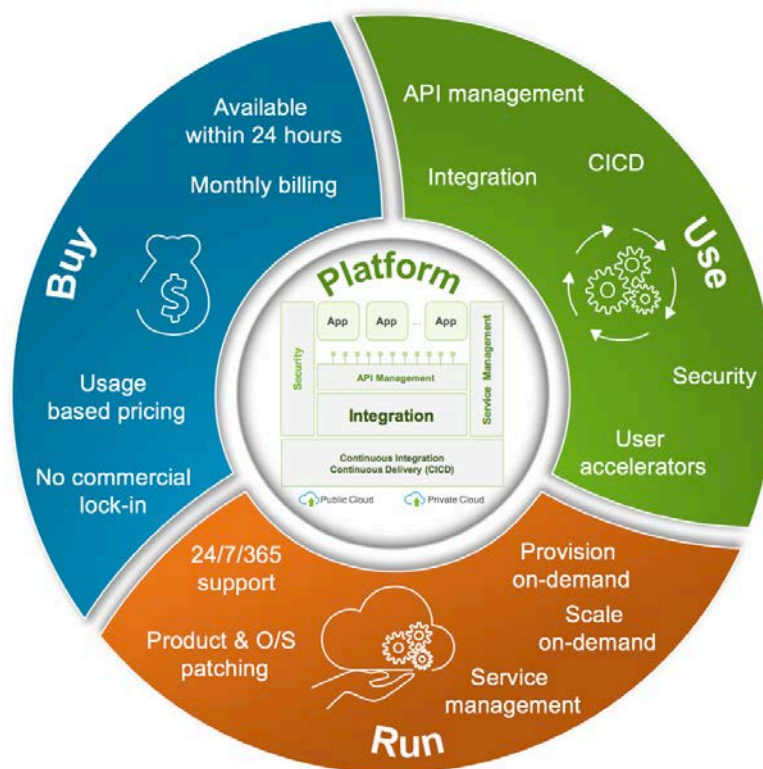 Buy
Available
within 24 hours
Monthly billing
$
Usage
based pricing
No commercial
lock-in
Use
API management
CICD
Integration
Security
User
accelerators
Platform
App
App
...
App
Security
Service Management
API Management
Integration
Continuous Integration
Continuous Delivery (CICD)
Public Cloud
Private Cloud
24/7/365
support
Product & O/S
patching
Provision
on-demand
Scale
on-demand
Service
management
Run